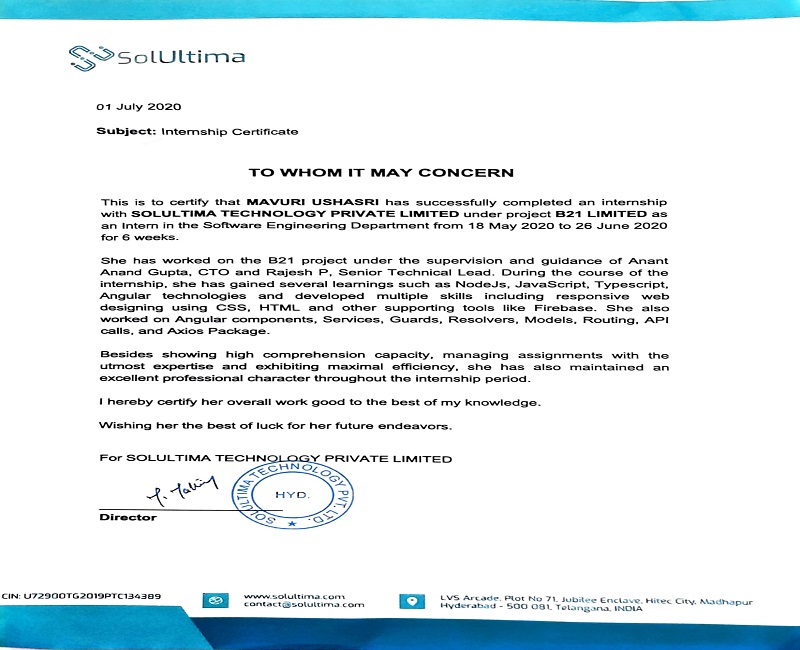 SolUltima
01 July 2020
Subject: Internship Certificate
TO WHOM IT MAY CONCERN
This is to certify that MAVURI USHASRI has successfully completed an internship
with SOLULTIMA TECHNOLOGY PRIVATE LIMITED under project B21 LIMITED as
an Intern in the Software Engineering Department from 18 May 2020 to 26 June 2020
for 6 weeks.
She has worked on the B21 project under the supervision and guidance of Anant
Anand Gupta, CTO and Rajesh P, Senior Technical Lead. During the course of the
internship, she has gained several learnings such as NodeJs, JavaScript, Typescript,
Angular technologies and developed multiple skills including responsive web
designing using CSS, HTML and other supporting tools like Firebase. She also
worked on Angular components, Services, Guards, Resolvers, Models, Routing, API
calls, and Axios Package.
Besides showing high comprehension capacity, managing assignments with the
utmost expertise and exhibiting maximal efficiency, she has also maintained an
excellent professional character throughout the internship period.
I hereby certify her overall work good to the best of my knowledge.
Wishing her the best of luck for her future endeavors.
For SOLULTIMA TECHNOLOGY PRIVATE LIMITED
SOLULTIMA TECHNOLOGY PVT. LTD.
HYD.
Director
CIN: U72900TG2019PTC134389
www.solultima.com
contact@solultima.com
LVS Arcade, Plot No 71, Jubilee Enclave, Hitec City, Madhapur
Hyderabad - 500 081, Telangana, INDIA